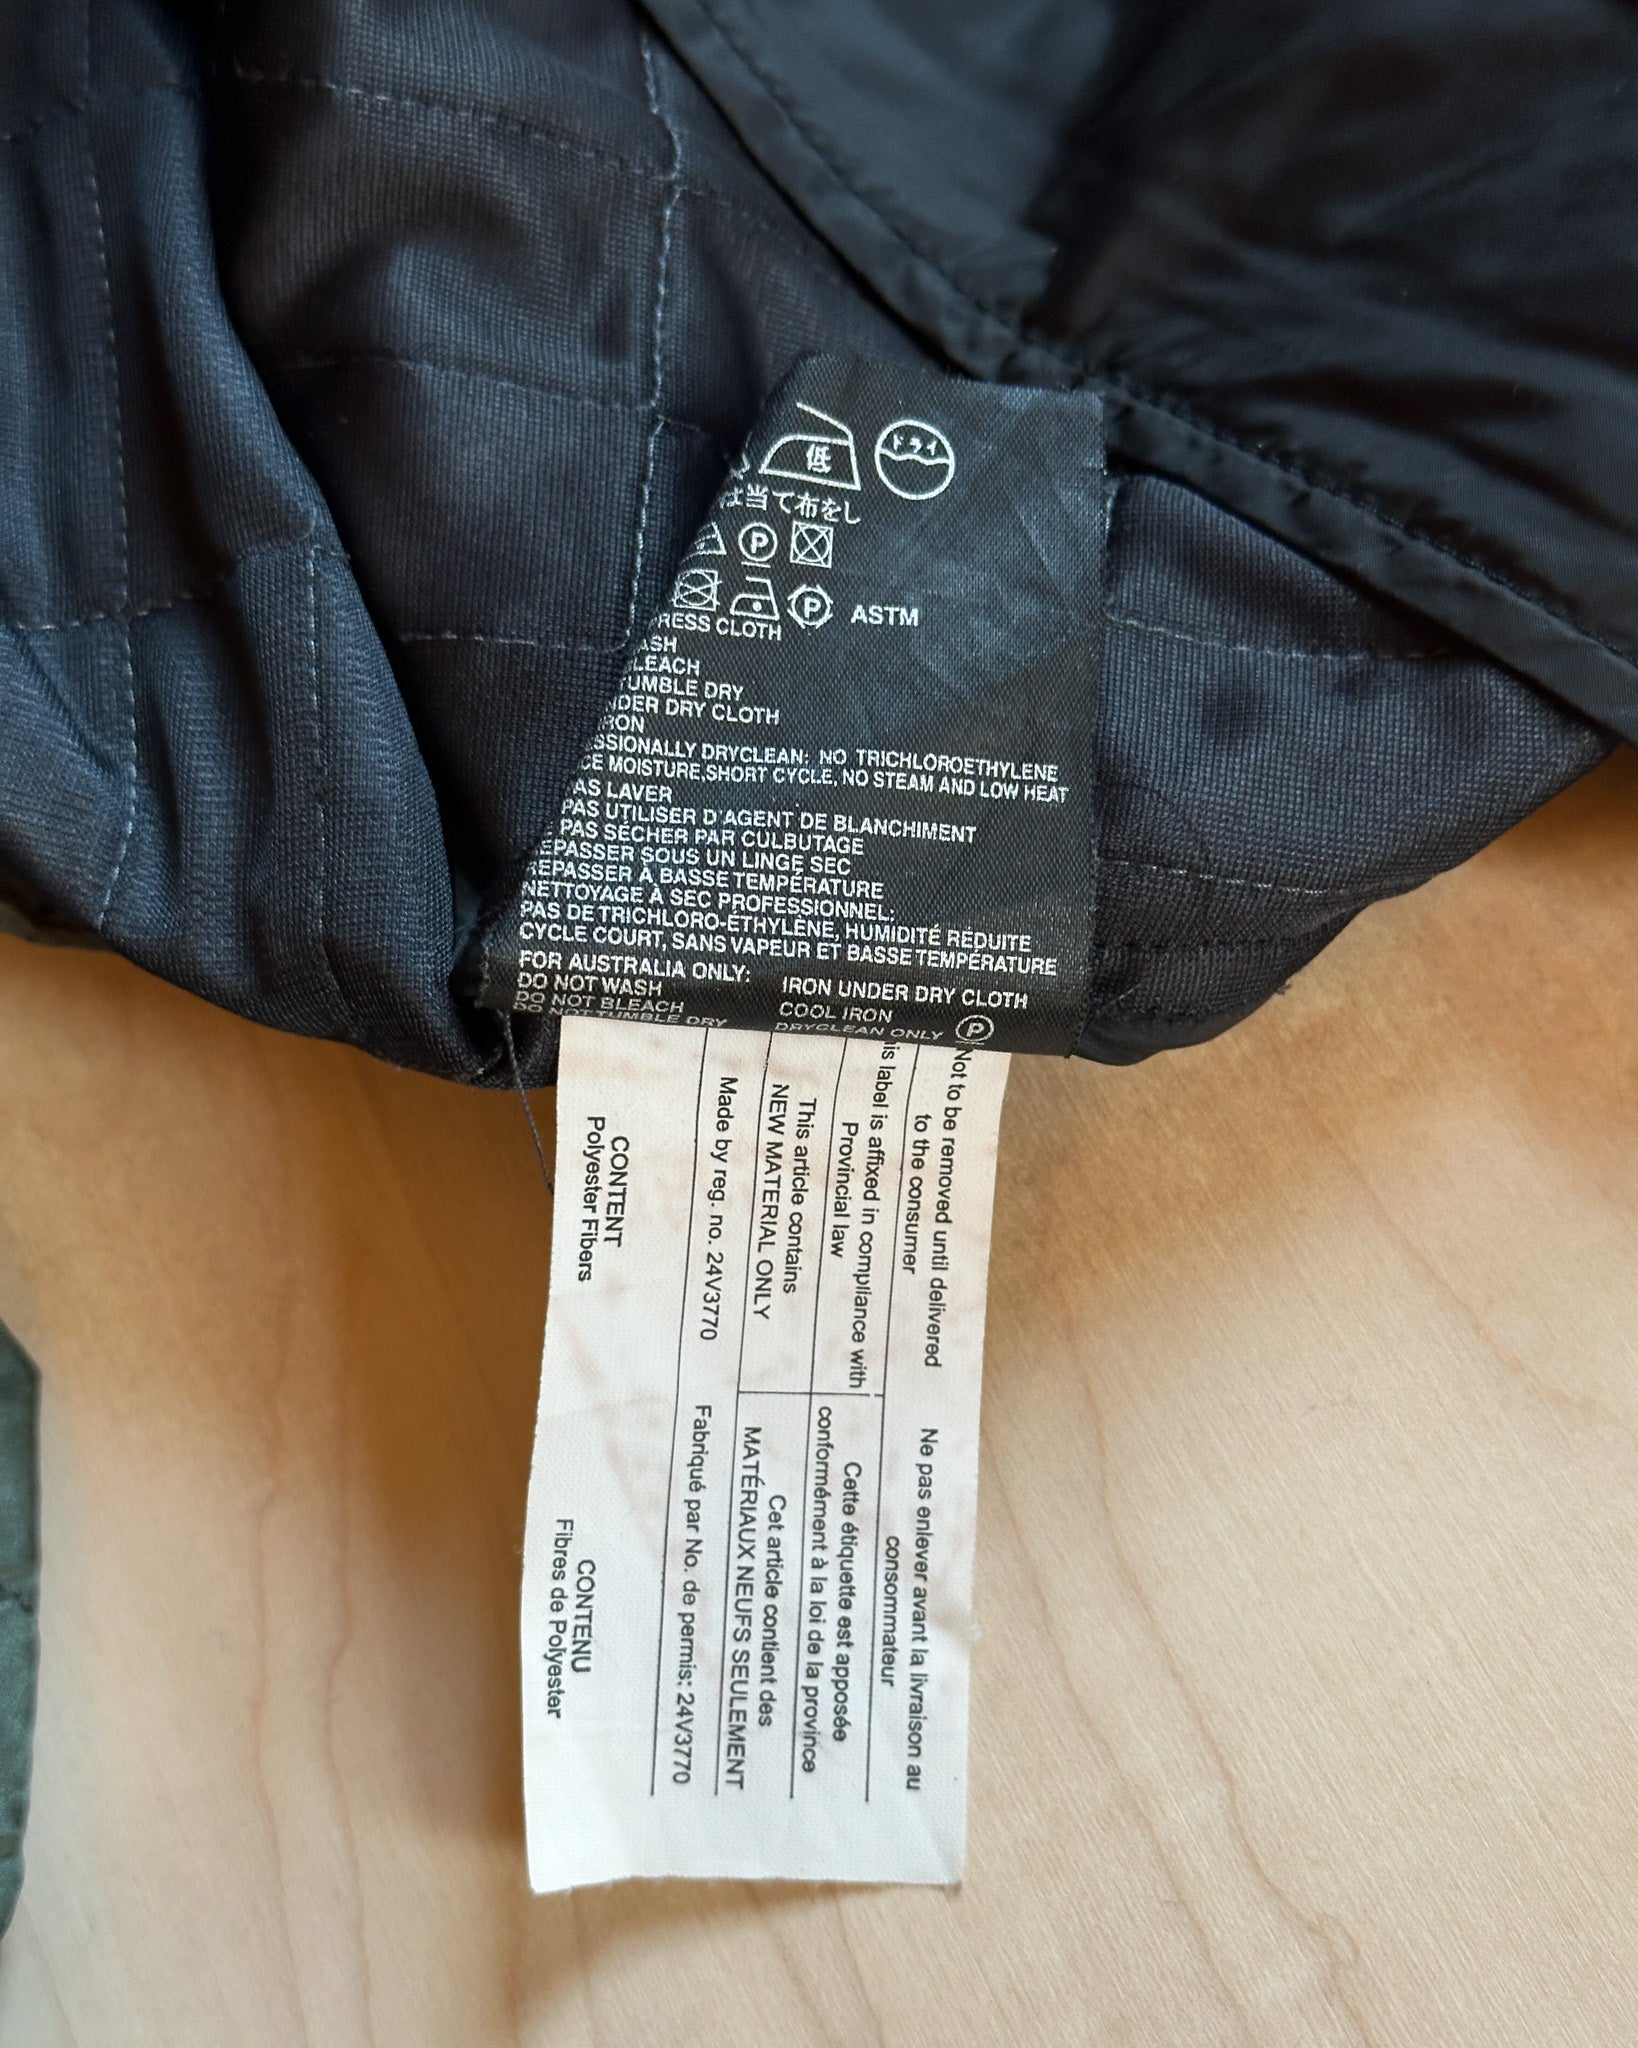 低
ドライ
は当て布をし
P
P ASTM
RESS CLOTH
ASH
LEACH
TUMBLE DRY
DER DRY CLOTH
IRON
SSIONALLY DRYCLEAN: NO TRICHLOROETHYLENE
CE MOISTURE,SHORT CYCLE, NO STEAM AND LOW HEAT
AS LAVER
PAS UTILISER D'AGENT DE BLANCHIMENT
PAS SÉCHER PAR CULBUTAGE
REPASSER SOUS UN LINGE SEC
REPASSER À BASSE TEMPÉRATURE
NETTOYAGE À SEC PROFESSIONNEL:
PAS DE TRICHLORO-ÉTHYLÈNE, HUMIDITÉ RÉDUITE
CYCLE COURT, SANS VAPEUR ET BASSE TEMPÉRATURE
FOR AUSTRALIA ONLY:
DO NOT WASH
DO NOT BLEACH
DO NOT TUMBLE DRY
IRON UNDER DRY CLOTH
COOL IRON
DRYCLEAN ONLY P
Not to be removed until delivered
to the consumer
Ne pas enlever avant la livraison au
consommateur
is label is affixed in compliance with
Provincial law
Cette étiquette est apposée
conformément à la loi de la province
This article contains
NEW MATERIAL ONLY
Cet article contient des
MATÉRIAUX NEUFS SEULEMENT
Made by reg. no. 24V3770
Fabriqué par No. de permis: 24V3770
CONTENT
Polyester Fibers
CONTENU
Fibres de Polyester